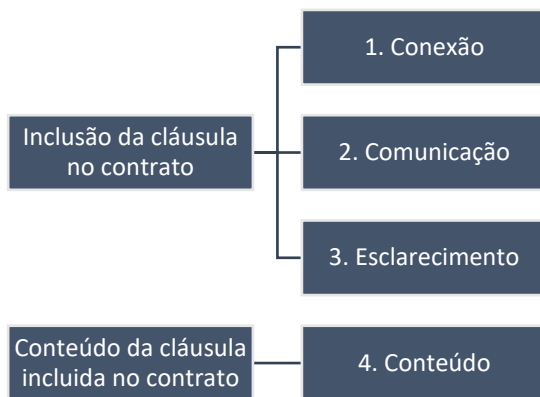 Inclusão da cláusula
no contrato
1. Conexão
2. Comunicação
3. Esclarecimento
Conteúdo da cláusula
incluida no contrato
4. Conteúdo